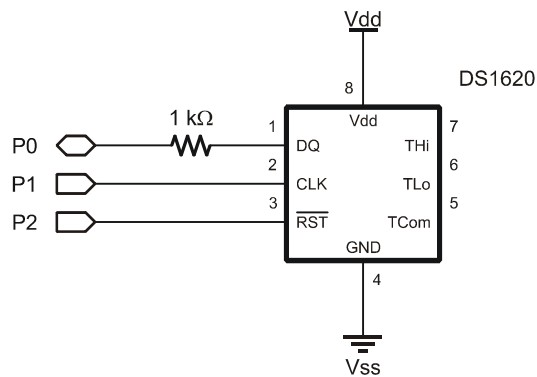 Vdd
DS1620
8
1 kΩ
1
Vdd
7
P0
DQ
THi
2
6
P1
CLK
TLo
3
5
P2
RST
TCom
GND
4
Vss